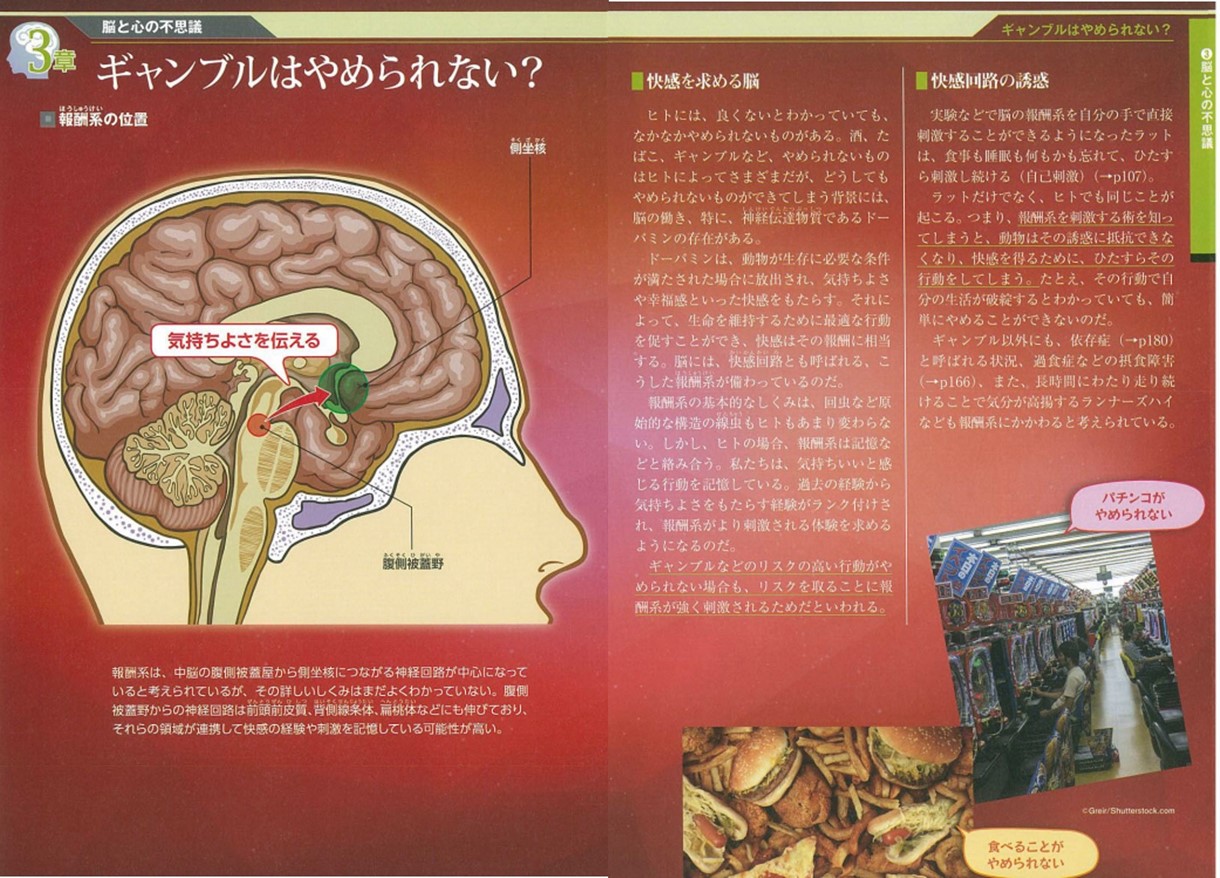 3章
脳と心の不思議
ギャンブルはやめられない?
ほうしゅうけい
■報酬系の位置
そくざかく
側坐核
気持ちよさを伝える
ふくそくひがいや
腹側被蓋野
報酬系は、中脳の腹側被蓋屋から側坐核につながる神経回路が中心になって
いると考えられているが、その詳しいしくみはまだよくわかっていない。腹側
被蓋野からの神経回路は前頭前皮質、背側線条体、扁桃体などにも伸びており、
それらの領域が連携して快感の経験や刺激を記憶している可能性が高い。
ギャンブルはやめられない?
❸脳と心の不思議
■快感を求める脳
ヒトには、良くないとわかっていても、
なかなかやめられないものがある。酒、た
ばこ、ギャンブルなど、やめられないもの
はヒトによってさまざまだが、どうしても
やめられないものができてしまう背景には、
脳の働き、特に、神経伝達物質であるドー
パミンの存在がある。
ドーパミンは、動物が生存に必要な条件
が満たされた場合に放出され、気持ちよさ
や幸福感といった快感をもたらす。それに
よって、生命を維持するために最適な行動
を促すことができ、快感はその報酬に相当
する。脳には、快感回路とも呼ばれる、こ
うした報酬系が備わっているのだ。
報酬系の基本的なしくみは、回虫など原
始的な構造の線虫もヒトもあまり変わらな
い。しかし、ヒトの場合、報酬系は記憶な
どと絡み合う。私たちは、気持ちいいと感
じる行動を記憶している。過去の経験から
気持ちよさをもたらす経験がランク付けさ
れ、報酬系がより刺激される体験を求める
ようになるのだ。
ギャンブルなどのリスクの高い行動がや
められない場合も、リスクを取ることに報
酬系が強く刺激されるためだといわれる。
■快感回路の誘惑
実験などで脳の報酬系を自分の手で直接
刺激することができるようになったラット
は、食事も睡眠も何もかも忘れて、ひたす
ら刺激し続ける(自己刺激)(→p107)。
ラットだけでなく、ヒトでも同じことが
起こる。つまり、報酬系を刺激する術を知っ
てしまうと、動物はその誘惑に抵抗できな
くなり、快感を得るために、ひたすらその
行動をしてしまう。たとえ、その行動で自
分の生活が破綻するとわかっていても、簡
単にやめることができないのだ。
ギャンブル以外にも、依存症(→p180)
と呼ばれる状況、過食症などの摂食障害
(→p166)、また、長時間にわたり走り続
けることで気分が高揚するランナーズハイ
なども報酬系にかかわると考えられている。
パチンコが
やめられない
©Greir/Shutterstock.com
食べることが
やめられない